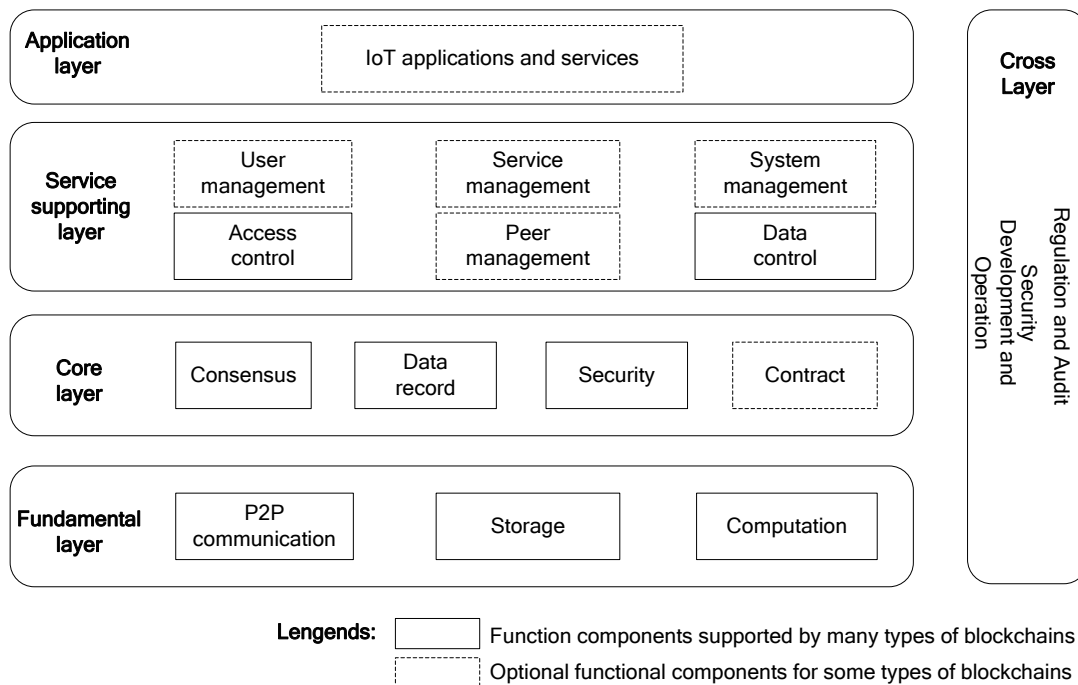 Application
layer
IoT applications and services
Service
supporting
layer
User
management
Service
management
System
management
Access
control
Peer
management
Data
control
Core
layer
Consensus
Data
record
Security
Contract
Fundamental
layer
P2P
communication
Storage
Computation
Cross
Layer
Regulation and Audit
Security
Development and
Operation
Lengends:
Function components supported by many types of blockchains
Optional functional components for some types of blockchains